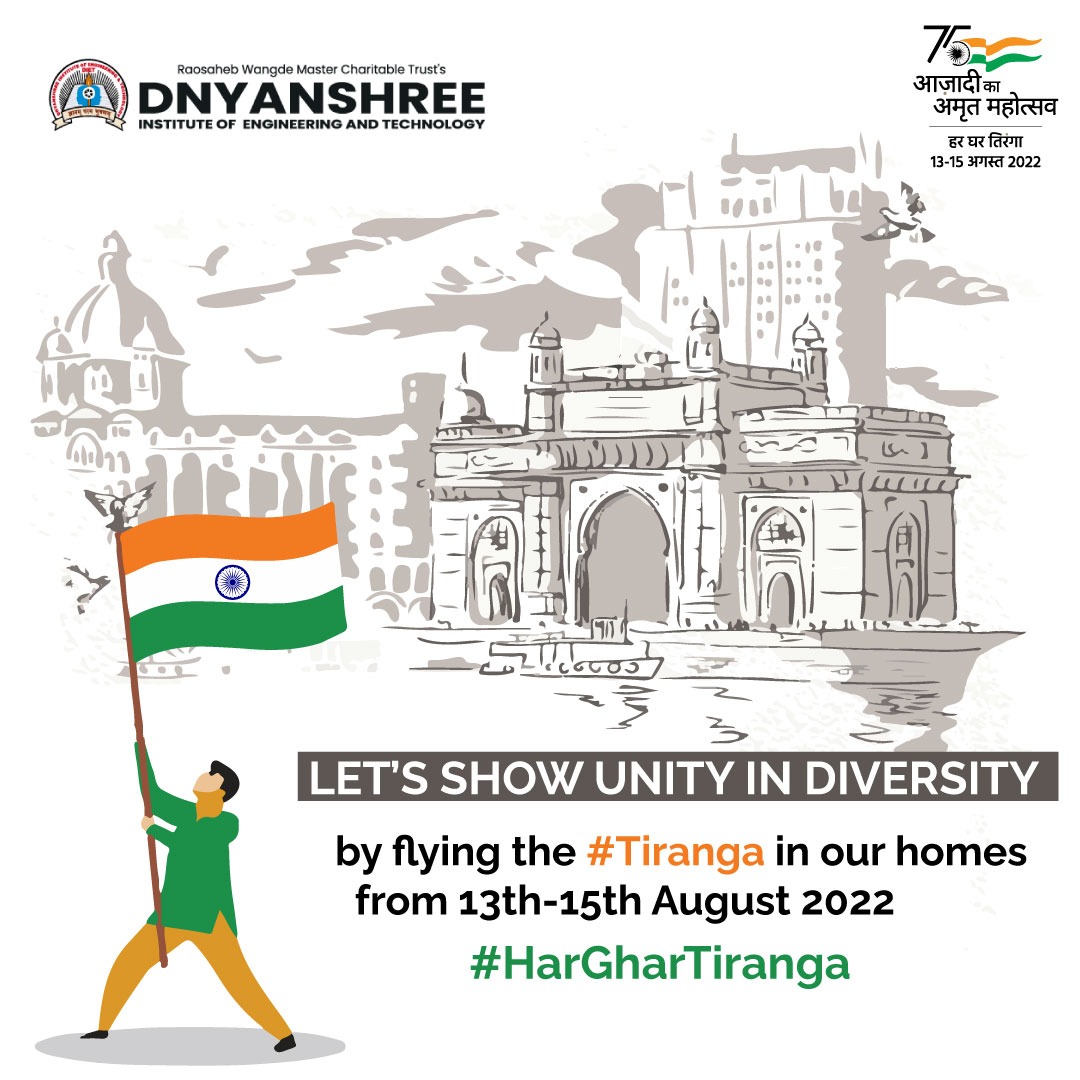 Raosaheb Wangde Master Charitable Trust's
DNYANSHREE
INSTITUTE OF ENGINEERING AND TECHNOLOGY
75
आज़ादी का
अमृत महोत्सव
हर घर तिरंगा
13-15 अगस्त 2022
LET'S SHOW UNITY IN DIVERSITY
by flying the #Tiranga in our homes
from 13th-15th August 2022
#HarGharTiranga